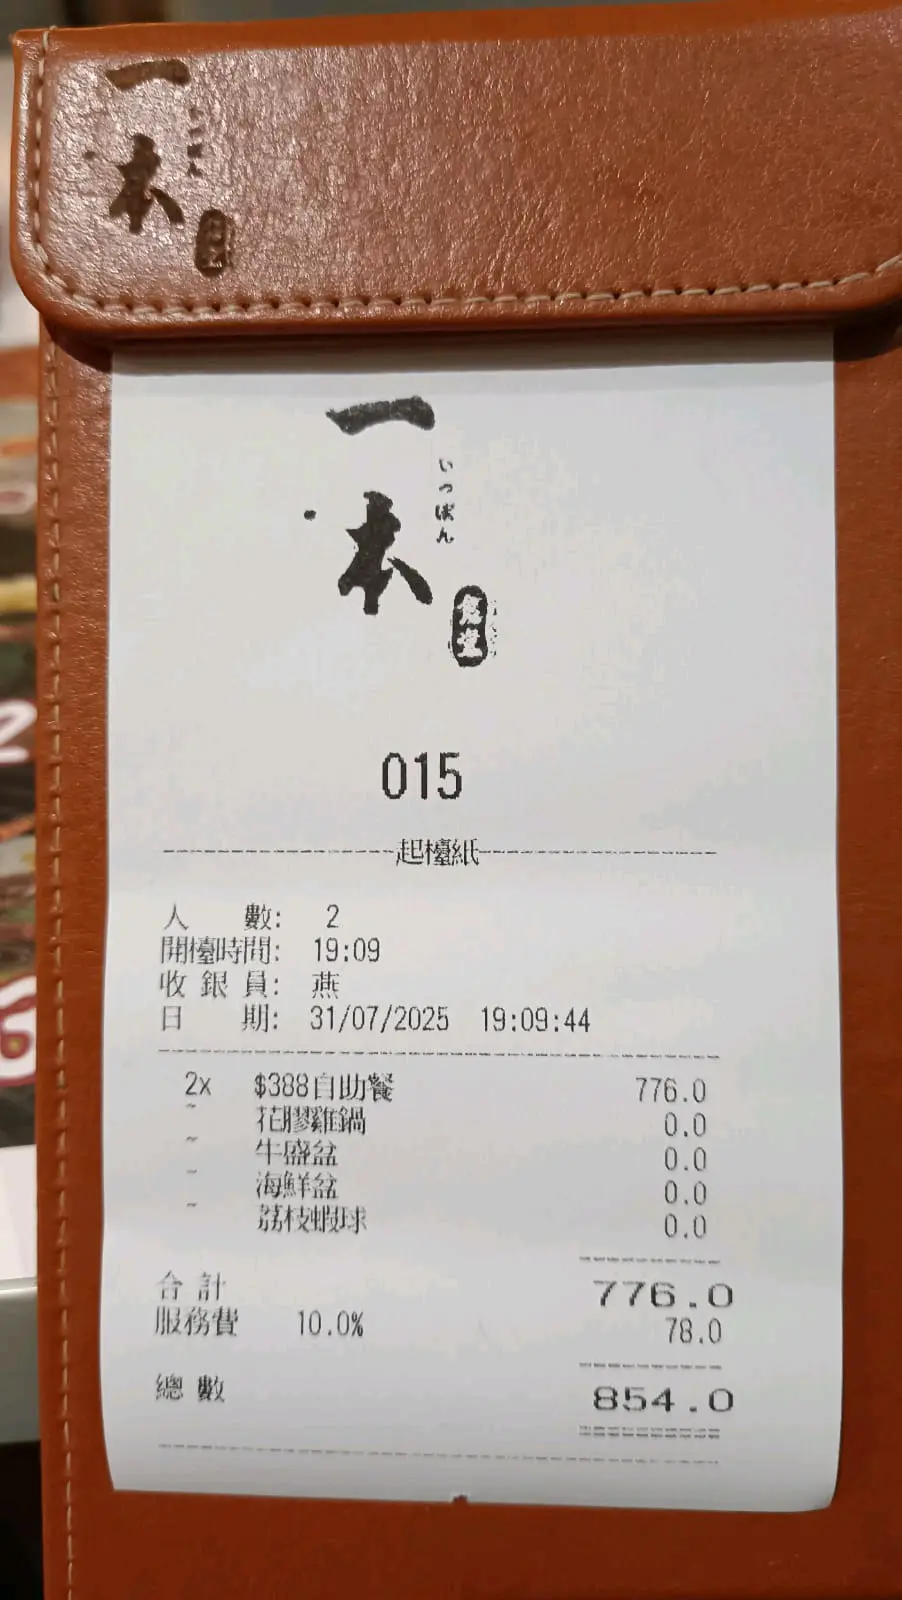 一
本
いっぽん
食堂
一
本
いっぽん
食堂
015
起檯紙
人 數: 2
開檯時間: 19:09
收 銀 員: 燕
日 期: 31/07/2025 19:09:44
2x $388自助餐 776.0
~ 花膠雞鍋 0.0
~ 牛盛盆 0.0
~ 海鮮盆 0.0
~ 荔枝蝦球 0.0
合 計 776.0
服務費 10.0% 78.0
總 數 854.0